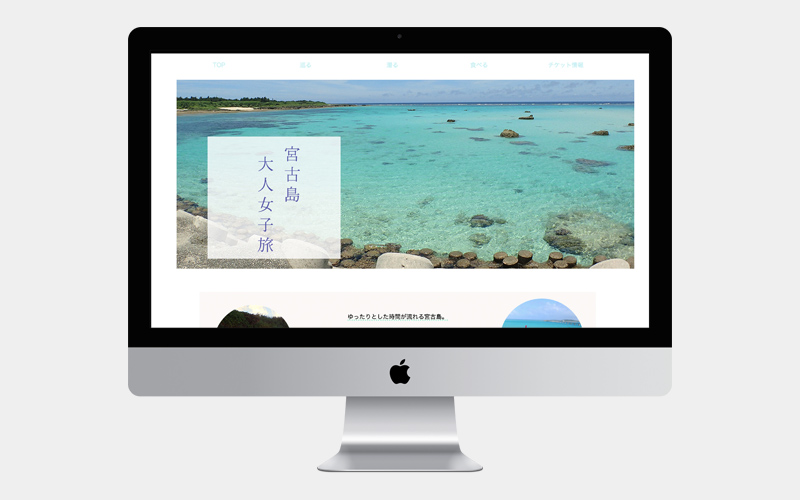 TOP
巡る
遊る
食べる
チケット情報
宮古島
大人女子旅
ゆったりとした時間が流れる宮古島。